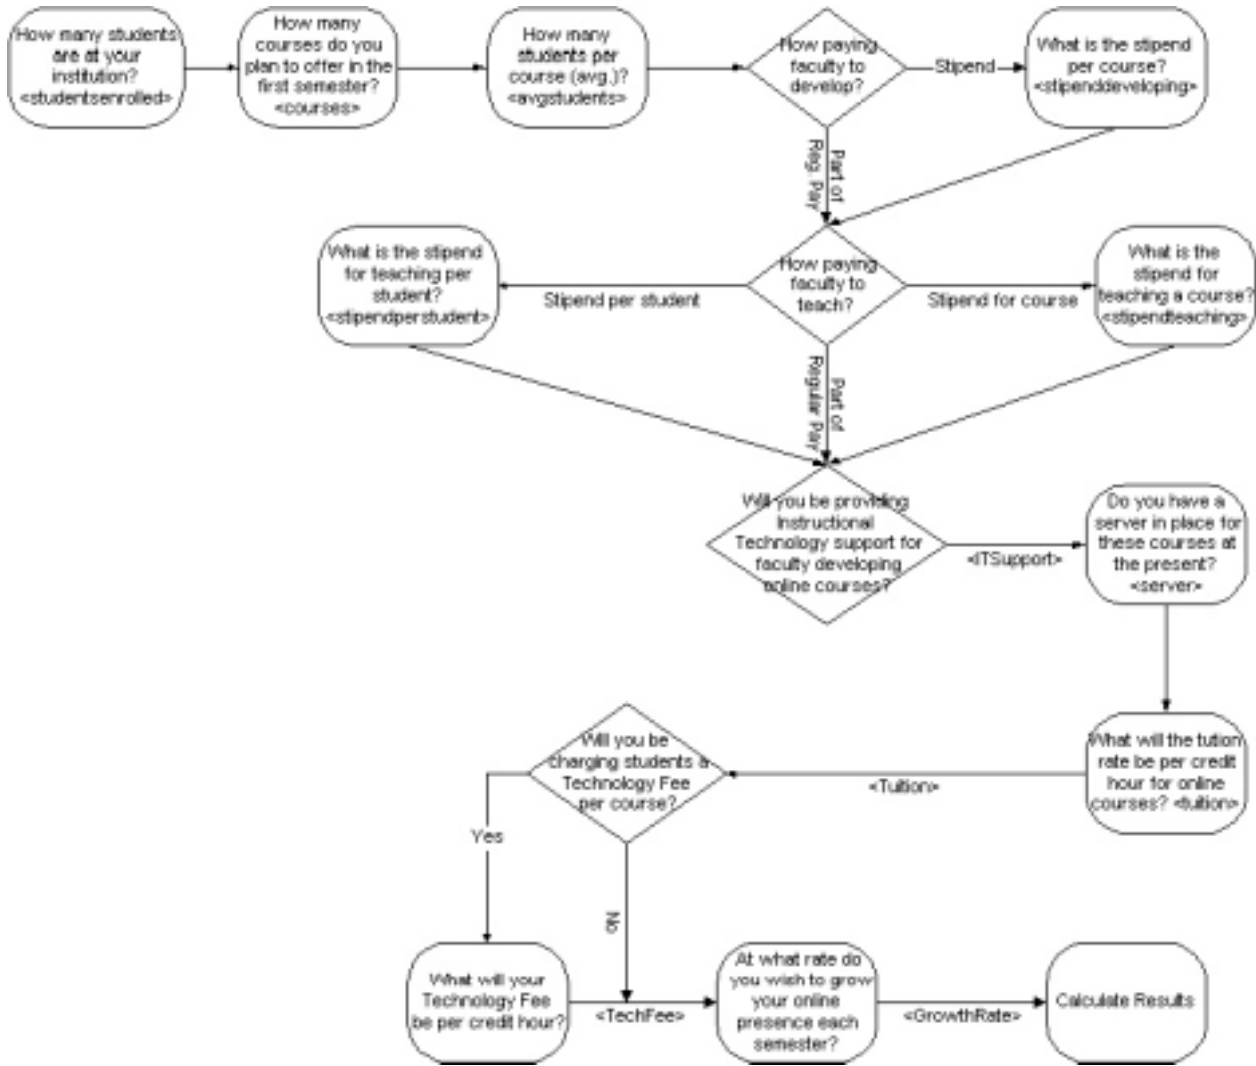 How many students
are at your
institution?
<studentsenrolled>
How many
courses do you
plan to offer in the
first semester?
<courses>
How many
students per
course (avg.)?
<avgstudents>
How paying
faculty to
develop?
Stipend
What is the stipend
per course?
<stipenddeveloping>
Part of
Reg. Pay
What is the stipend
for teaching per
student?
<stipendperstudent>
Stipend per student
How paying
faculty to
teach?
Stipend for course
What is the
stipend for
teaching a course?
<stipendteaching>
Part of
Regular Pay
Will you be providing
Instructional
Technology support for
faculty developing
online courses?
<ITSupport>
Do you have a
server in place for
these courses at
the present?
<server>
What will the tution
rate be per credit
hour for online
courses? <tuition>
<Tuition>
Will you be
charging students a
Technology Fee
per course?
Yes
No
What will your
Technology Fee
be per credit hour?
<TechFee>
At what rate do
you wish to grow
your online
presence each
semester?
<GrowthRate>
Calculate Results